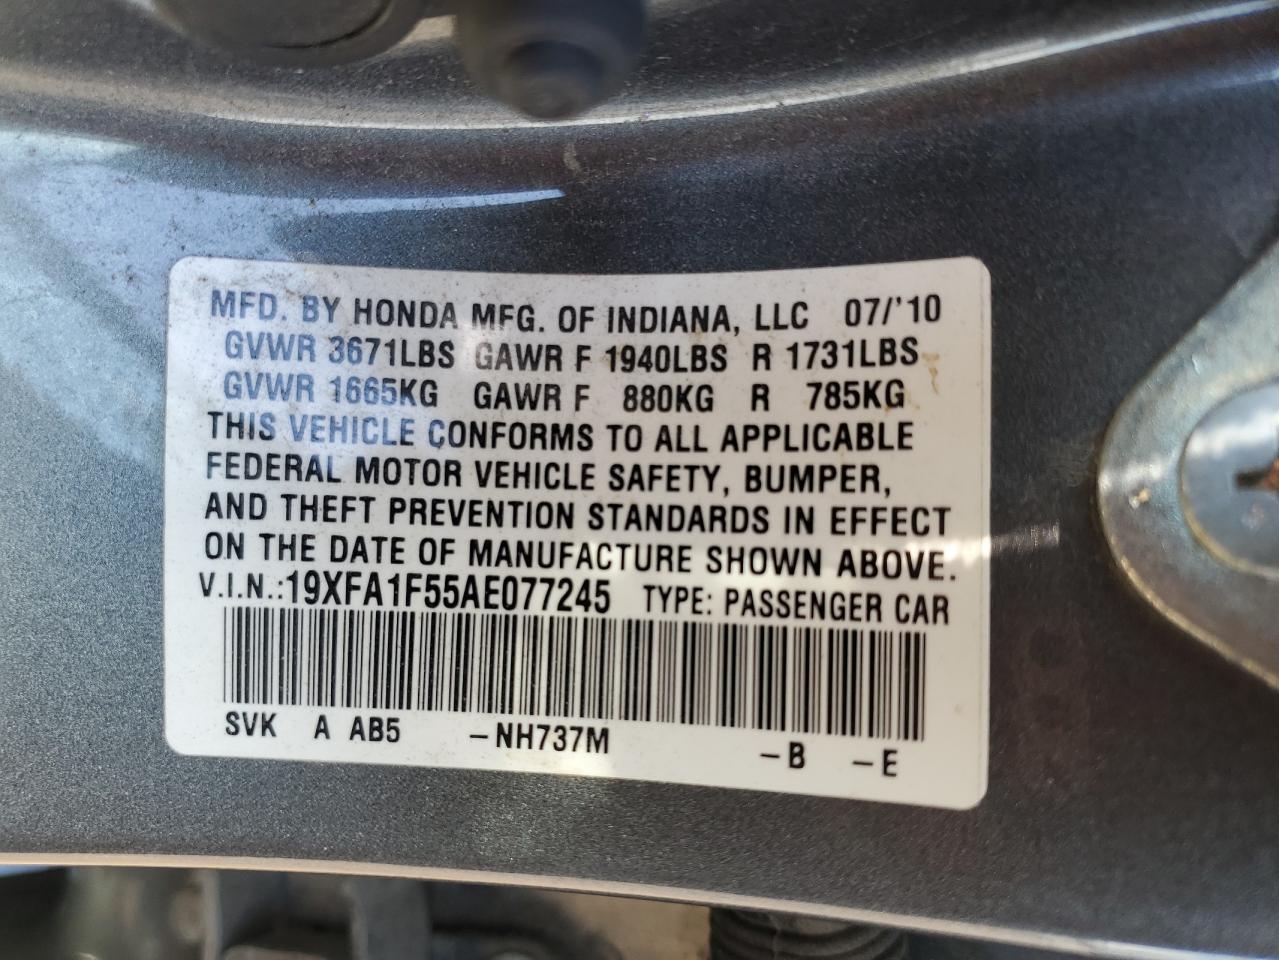 MFD. BY HONDA MFG. OF INDIANA, LLC 07/'10
GVWR 3671LBS GAWR F 1940LBS R 1731LBS
GVWR 1665KG GAWR F 880KG R 785KG
THIS VEHICLE CONFORMS TO ALL APPLICABLE
FEDERAL MOTOR VEHICLE SAFETY, BUMPER,
AND THEFT PREVENTION STANDARDS IN EFFECT
ON THE DATE OF MANUFACTURE SHOWN ABOVE.
V.I.N.:19XFA1F55AE077245 TYPE: PASSENGER CAR
SVK A AB5 -NH737M -B -E